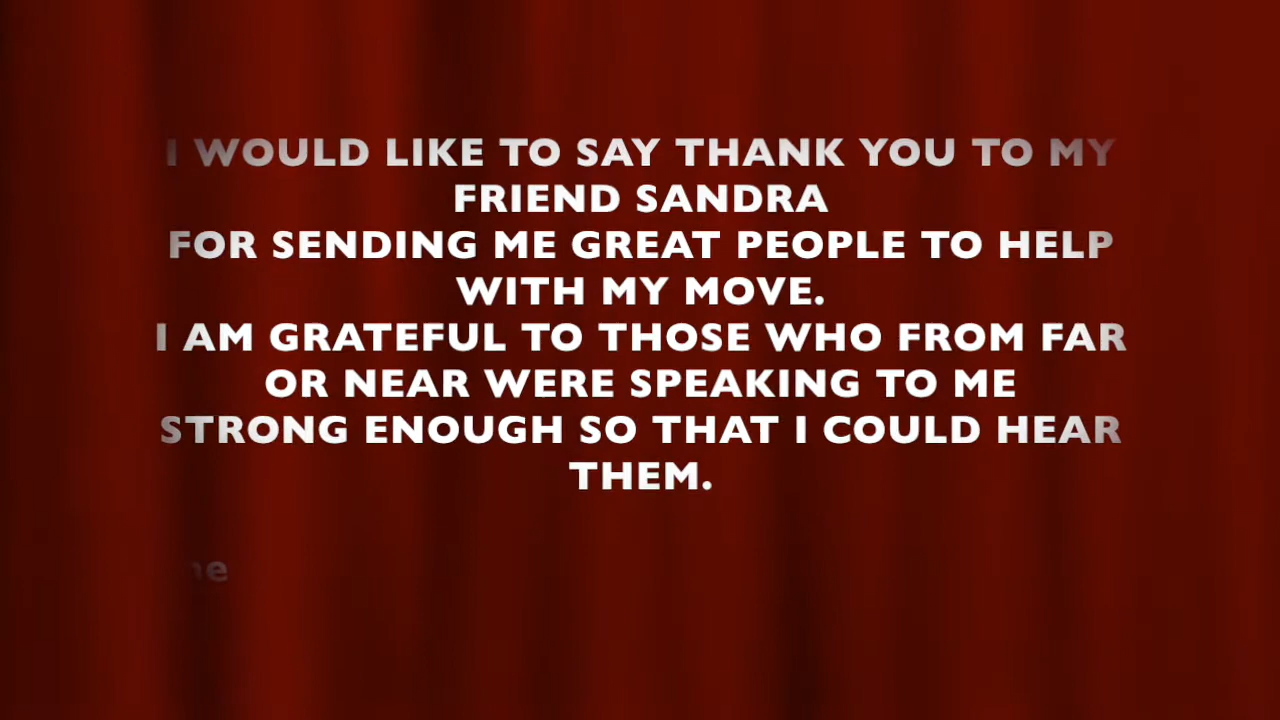 I WOULD LIKE TO SAY THANK YOU TO MY
FRIEND SANDRA
FOR SENDING ME GREAT PEOPLE TO HELP
WITH MY MOVE.
I AM GRATEFUL TO THOSE WHO FROM FAR
OR NEAR WERE SPEAKING TO ME
STRONG ENOUGH SO THAT I COULD HEAR
THEM.